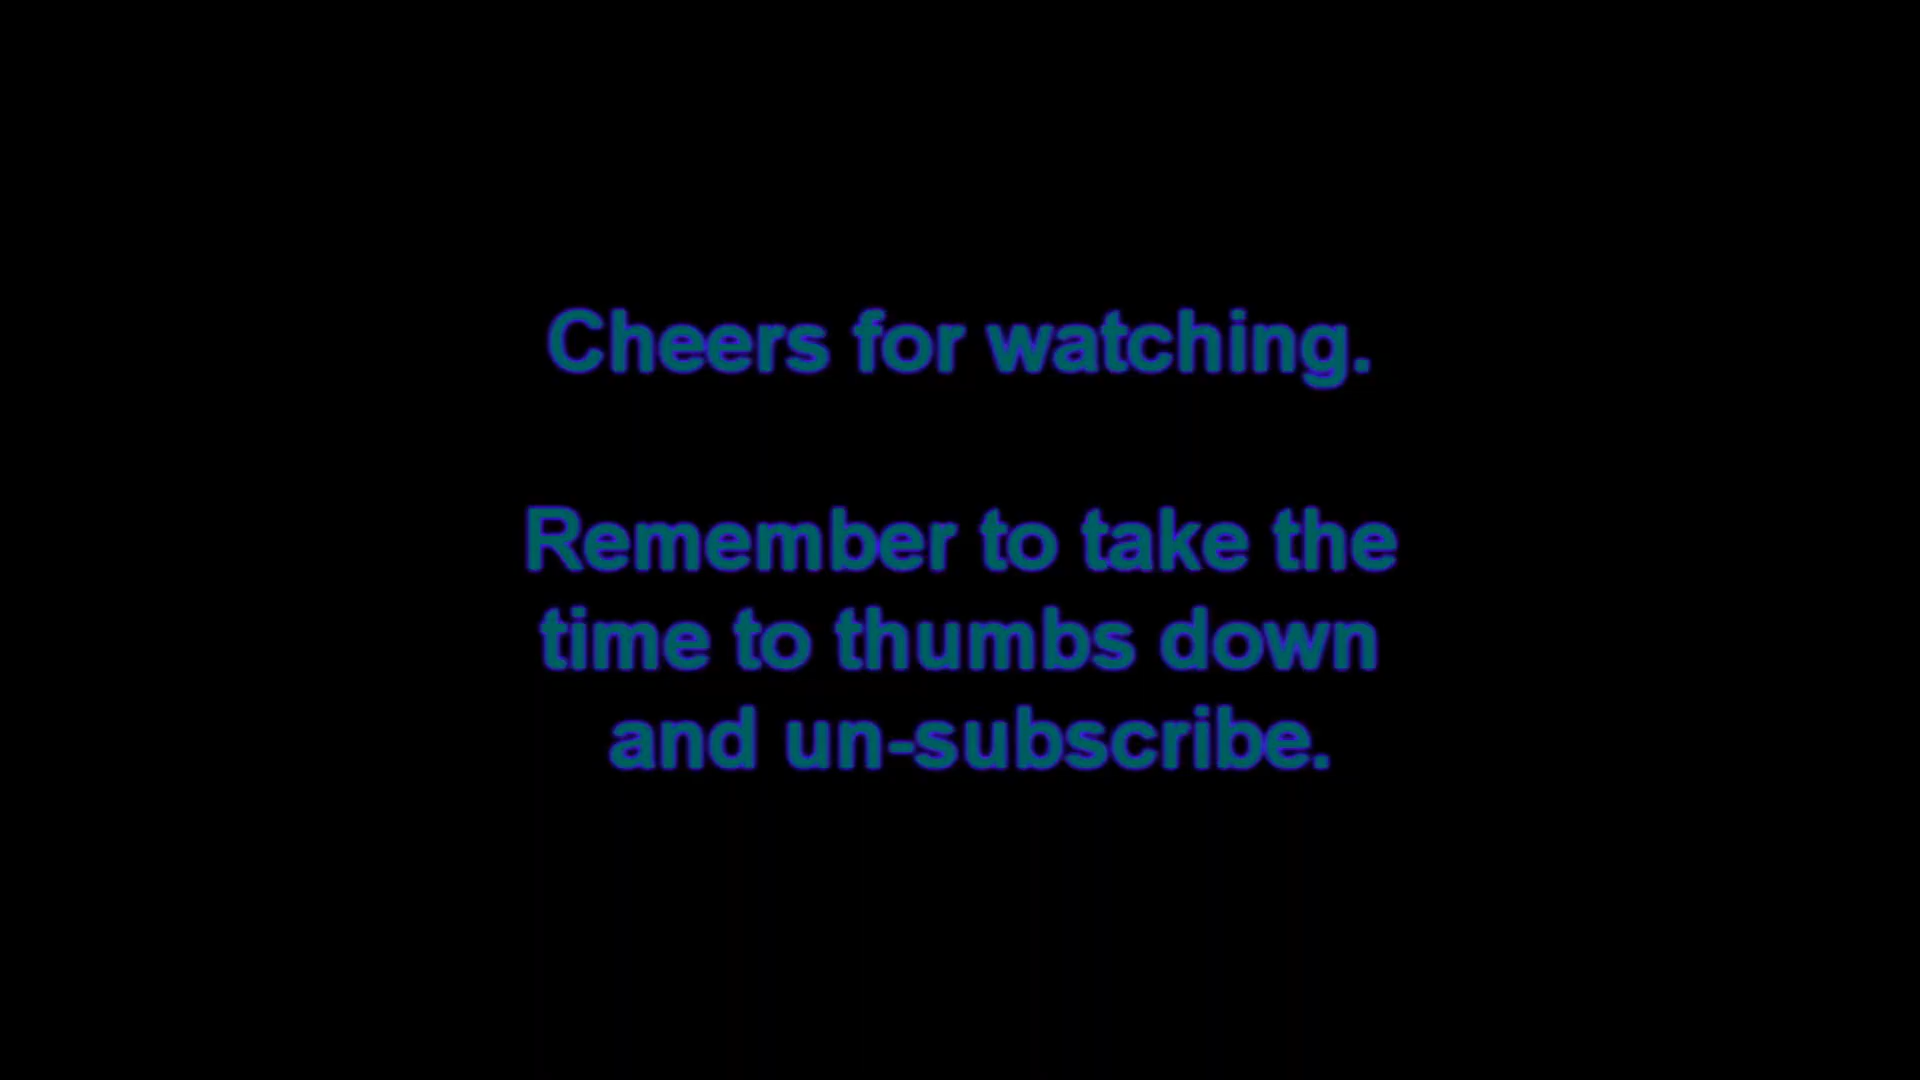 Cheers for watching.
Remember to take the
time to thumbs down
and un-subscribe.